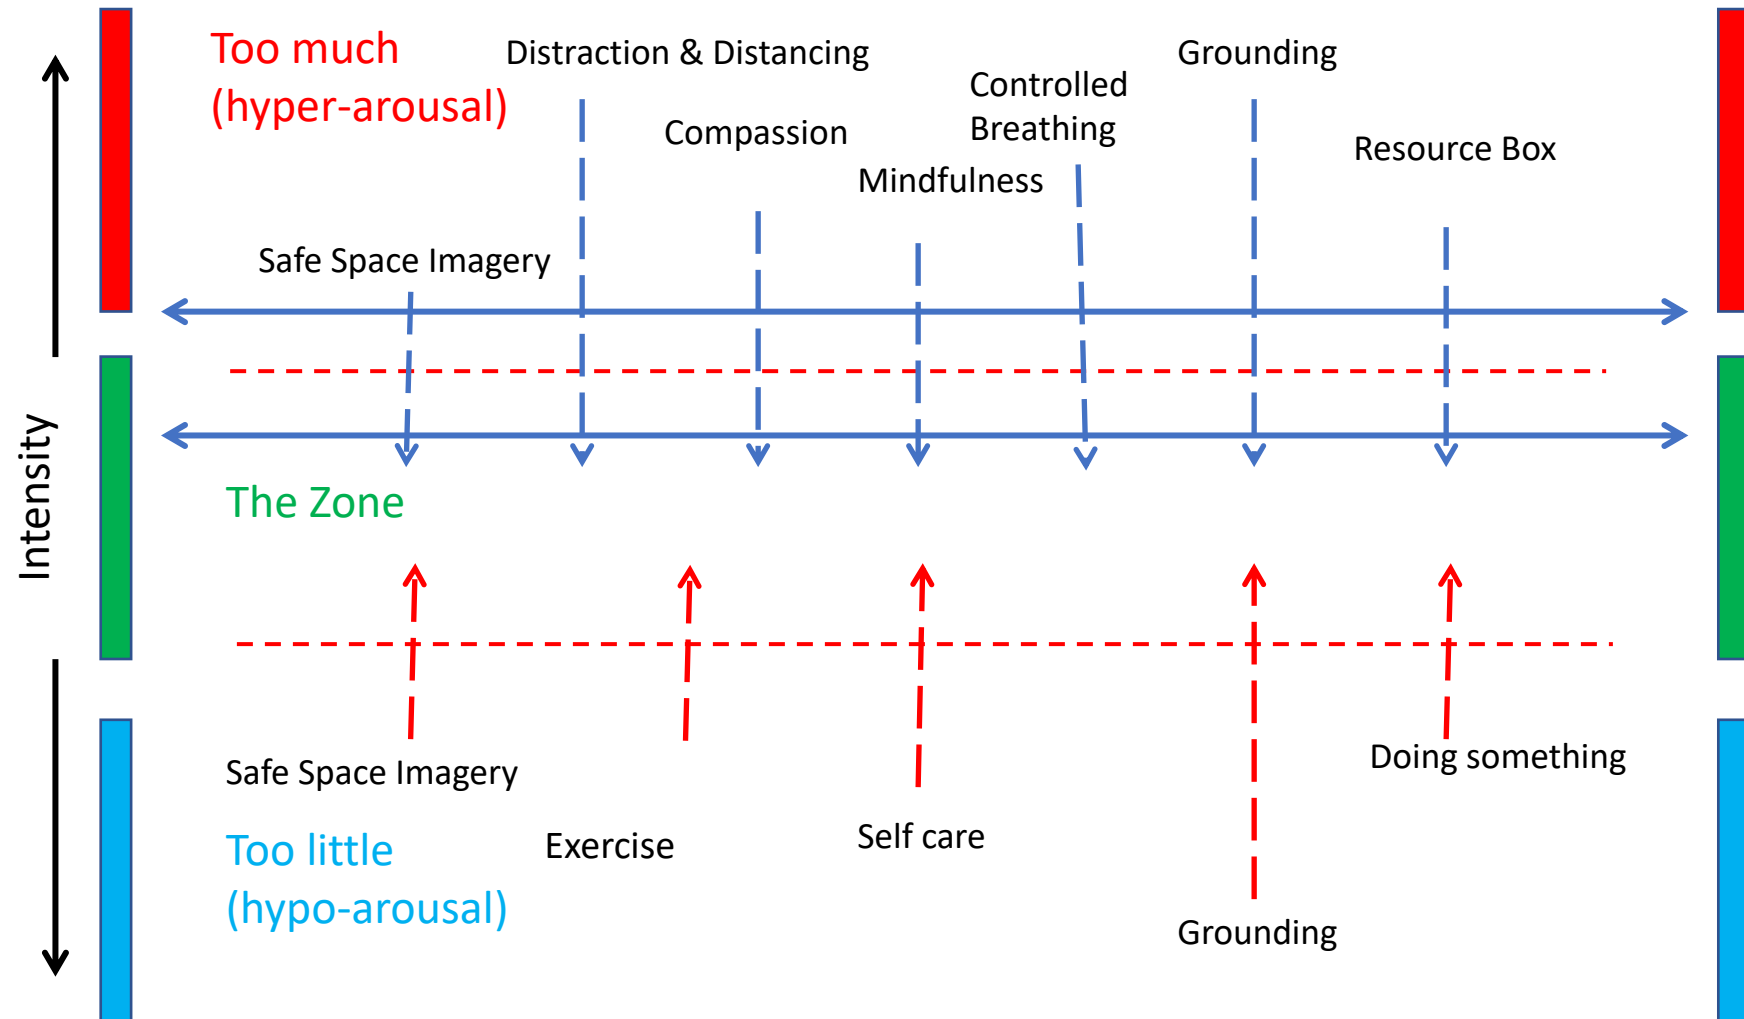 Too much
(hyper-arousal)
Distraction & Distancing
Grounding
Controlled
Breathing
Compassion
Resource Box
Mindfulness
Safe Space Imagery
Intensity
The Zone
Safe Space Imagery
Doing something
Too little
(hypo-arousal)
Exercise
Self care
Grounding